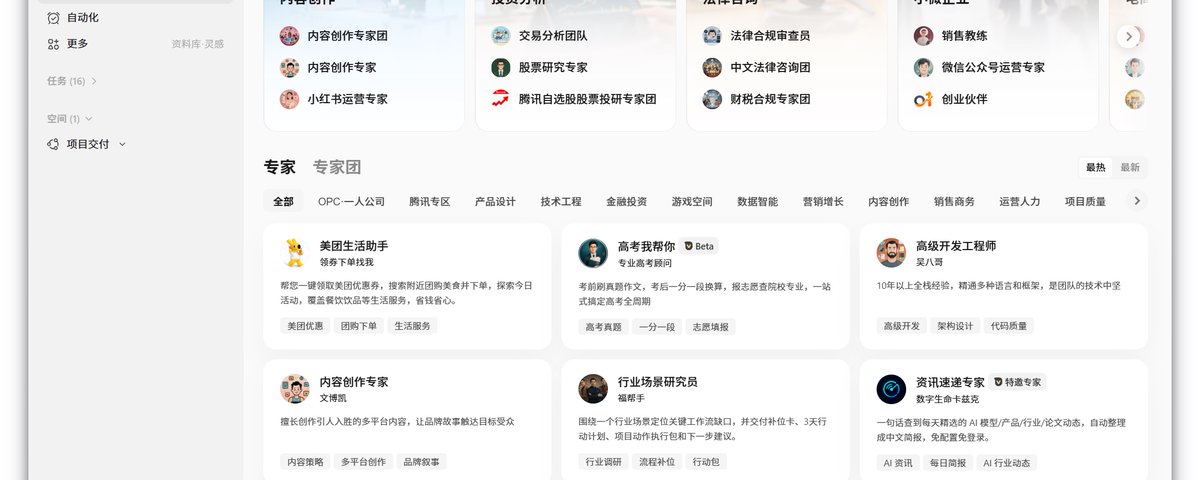 自动化
更多
资料库·灵感
任务 (16)
空间 (1)
项目交付
内容创作
内容创作专家团
内容创作专家
小红书运营专家
投资分析
交易分析团队
股票研究专家
腾讯自选股股票投研专家团
法律咨询
法律合规审查员
中文法律咨询团
财税合规专家团
小微企业
销售教练
微信公众号运营专家
创业伙伴
专家 专家团
最热 最新
全部 OPC·一人公司 腾讯专区 产品设计 技术工程 金融投资 游戏空间 数据智能 营销增长 内容创作 销售商务 运营人力 项目质量
美团生活助手
领券下单找我
帮您一键领取美团优惠券，搜索附近团购美食并下单，探索今日
活动，覆盖餐饮饮品等生活服务，省钱省心。
美团优惠 团购下单 生活服务
高考我帮你 Beta
专业高考顾问
考前刷真题作文，考后一分一段换算，报志愿查院校专业，一站
式搞定高考全周期
高考真题 一分一段 志愿填报
高级开发工程师
吴八哥
10年以上全栈经验，精通多种语言和框架，是团队的技术中坚
高级开发 架构设计 代码质量
内容创作专家
文博凯
擅长创作引人入胜的多平台内容，让品牌故事触达目标受众
内容策略 多平台创作 品牌叙事
行业场景研究员
福帮手
围绕一个行业场景定位关键工作流缺口，并交付补位卡、3天行
动计划、项目动作执行包和下一步建议。
行业调研 流程补位 行动包
资讯速递专家 特邀专家
数字生命卡兹克
一句话查到每天精选的 AI 模型/产品/行业/论文动态，自动整理
成中文简报，免配置免登录。
AI 资讯 每日简报 AI 行业动态